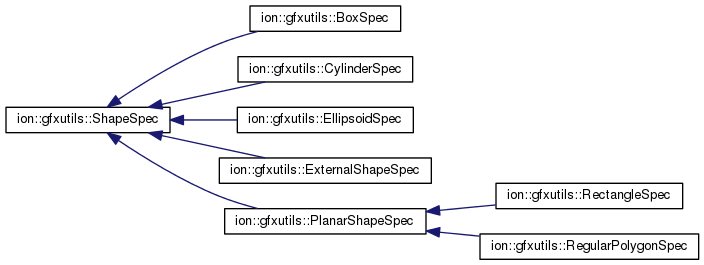 ion::gfxutils::BoxSpec
ion::gfxutils::CylinderSpec
ion::gfxutils::ShapeSpec
ion::gfxutils::EllipsoidSpec
ion::gfxutils::ExternalShapeSpec
ion::gfxutils::RectangleSpec
ion::gfxutils::PlanarShapeSpec
ion::gfxutils::RegularPolygonSpec